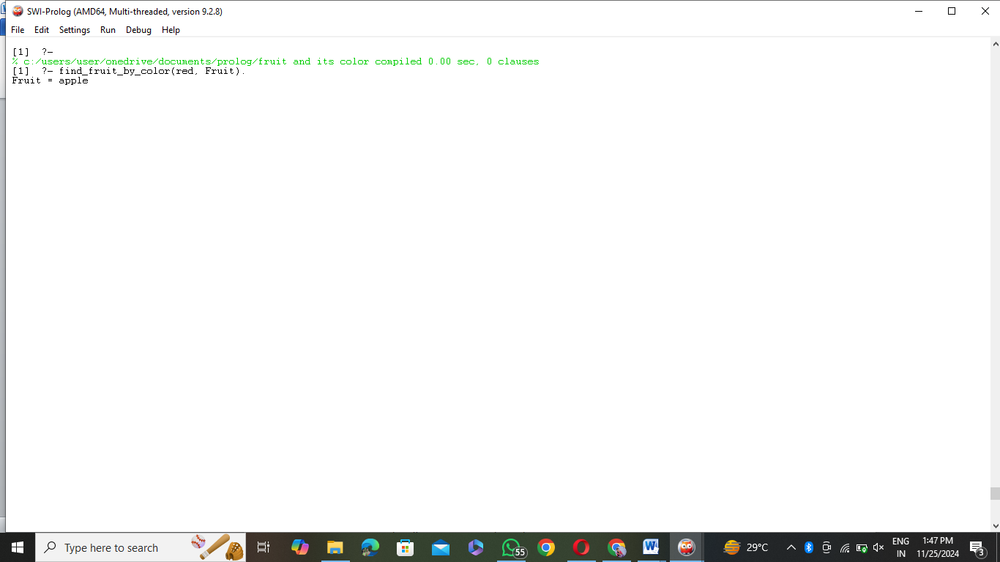 SWI-Prolog (AMD64, Multi-threaded, version 9.2.8)
File Edit Settings Run Debug Help
[1]  ?-
% c:/users/user/onedrive/documents/prolog/fruit and its color compiled 0.00 sec, 0 clauses
[1]  ?- find_fruit_by_color(red, Fruit).
Fruit = apple
Type here to search
55
W
29°C
ENG
IN
1:47 PM
11/25/2024
3